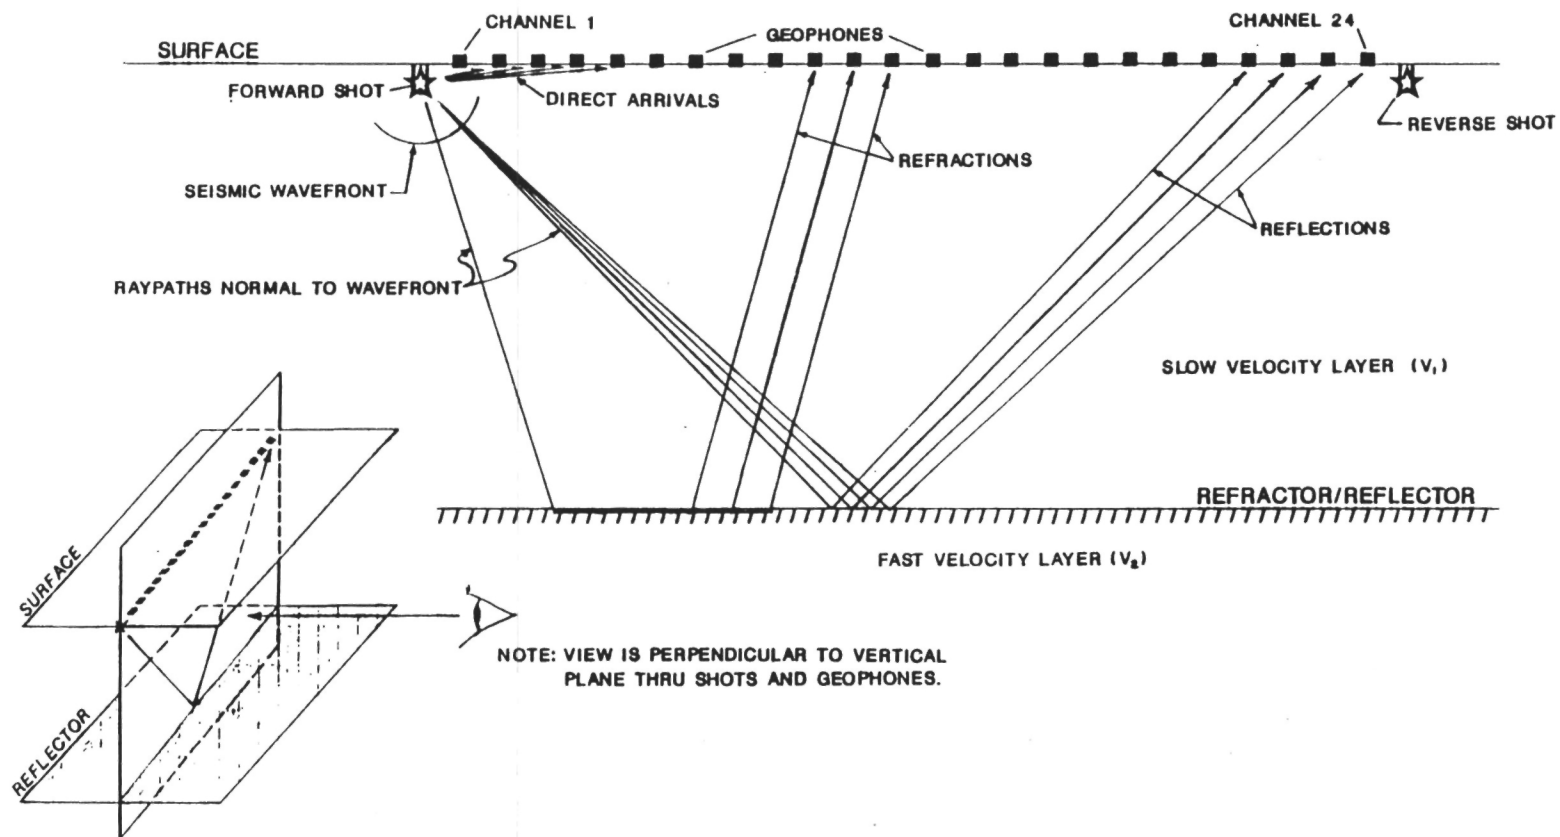 CHANNEL 1
GEOPHONES
CHANNEL 24
SURFACE
FORWARD SHOT
DIRECT ARRIVALS
REVERSE SHOT
REFRACTIONS
SEISMIC WAVEFRONT
REFLECTIONS
RAYPATHS NORMAL TO WAVEFRONT
SLOW VELOCITY LAYER (V₁)
REFRACTOR/REFLECTOR
FAST VELOCITY LAYER (V₂)
SURFACE
REFLECTOR
NOTE: VIEW IS PERPENDICULAR TO VERTICAL
PLANE THRU SHOTS AND GEOPHONES.